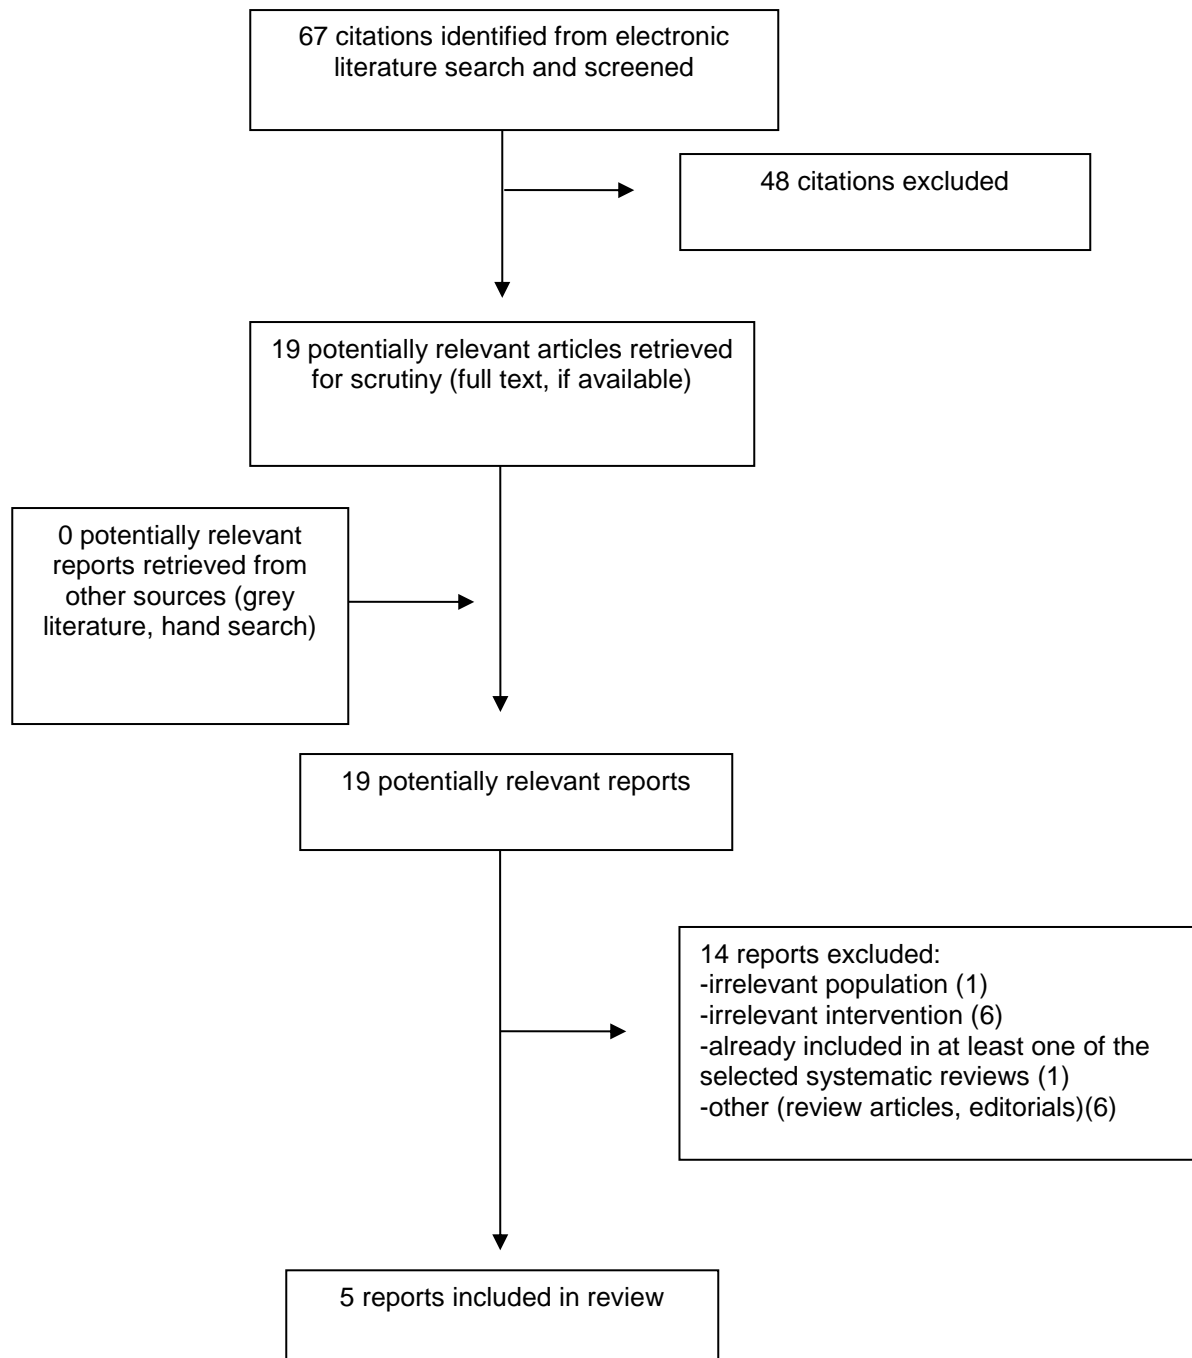 67 citations identified from electronic
literature search and screened
48 citations excluded
19 potentially relevant articles retrieved
for scrutiny (full text, if available)
0 potentially relevant
reports retrieved from
other sources (grey
literature, hand search)
19 potentially relevant reports
14 reports excluded:
-irrelevant population (1)
-irrelevant intervention (6)
-already included in at least one of the
selected systematic reviews (1)
-other (review articles, editorials)(6)
5 reports included in review